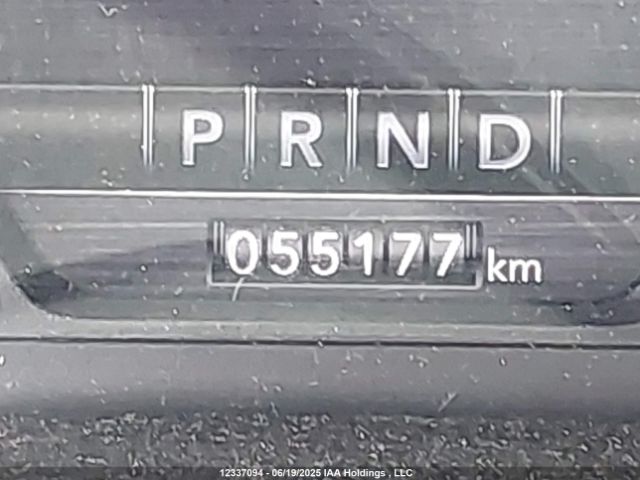 P R N D
055177 km
12337094 - 06/19/2025 IAA Holdings , LLC